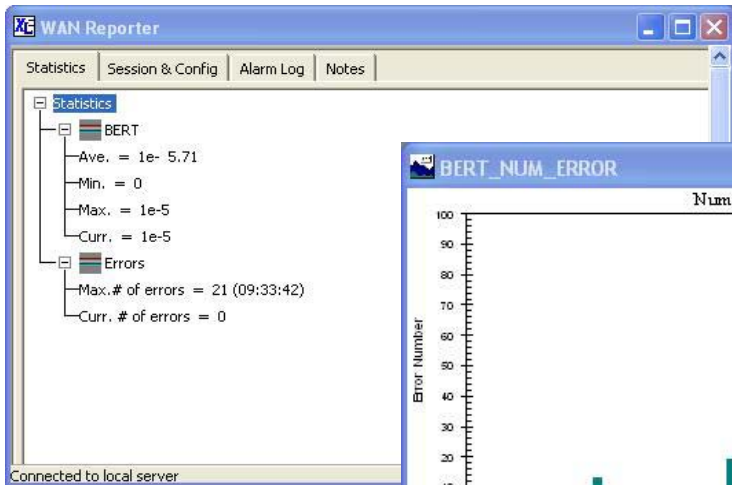 WAN Reporter
Statistics Session & Config Alarm Log Notes
Statistics
BERT
Ave. = 1e- 5.71
Min. = 0
Max. = 1e-5
Curr. = 1e-5
Errors
Max.# of errors = 21 (09:33:42)
Curr. # of errors = 0
Connected to local server
BERT_NUM_ERROR
Num
Error Number
100
90
80
70
60
50
40
30
20